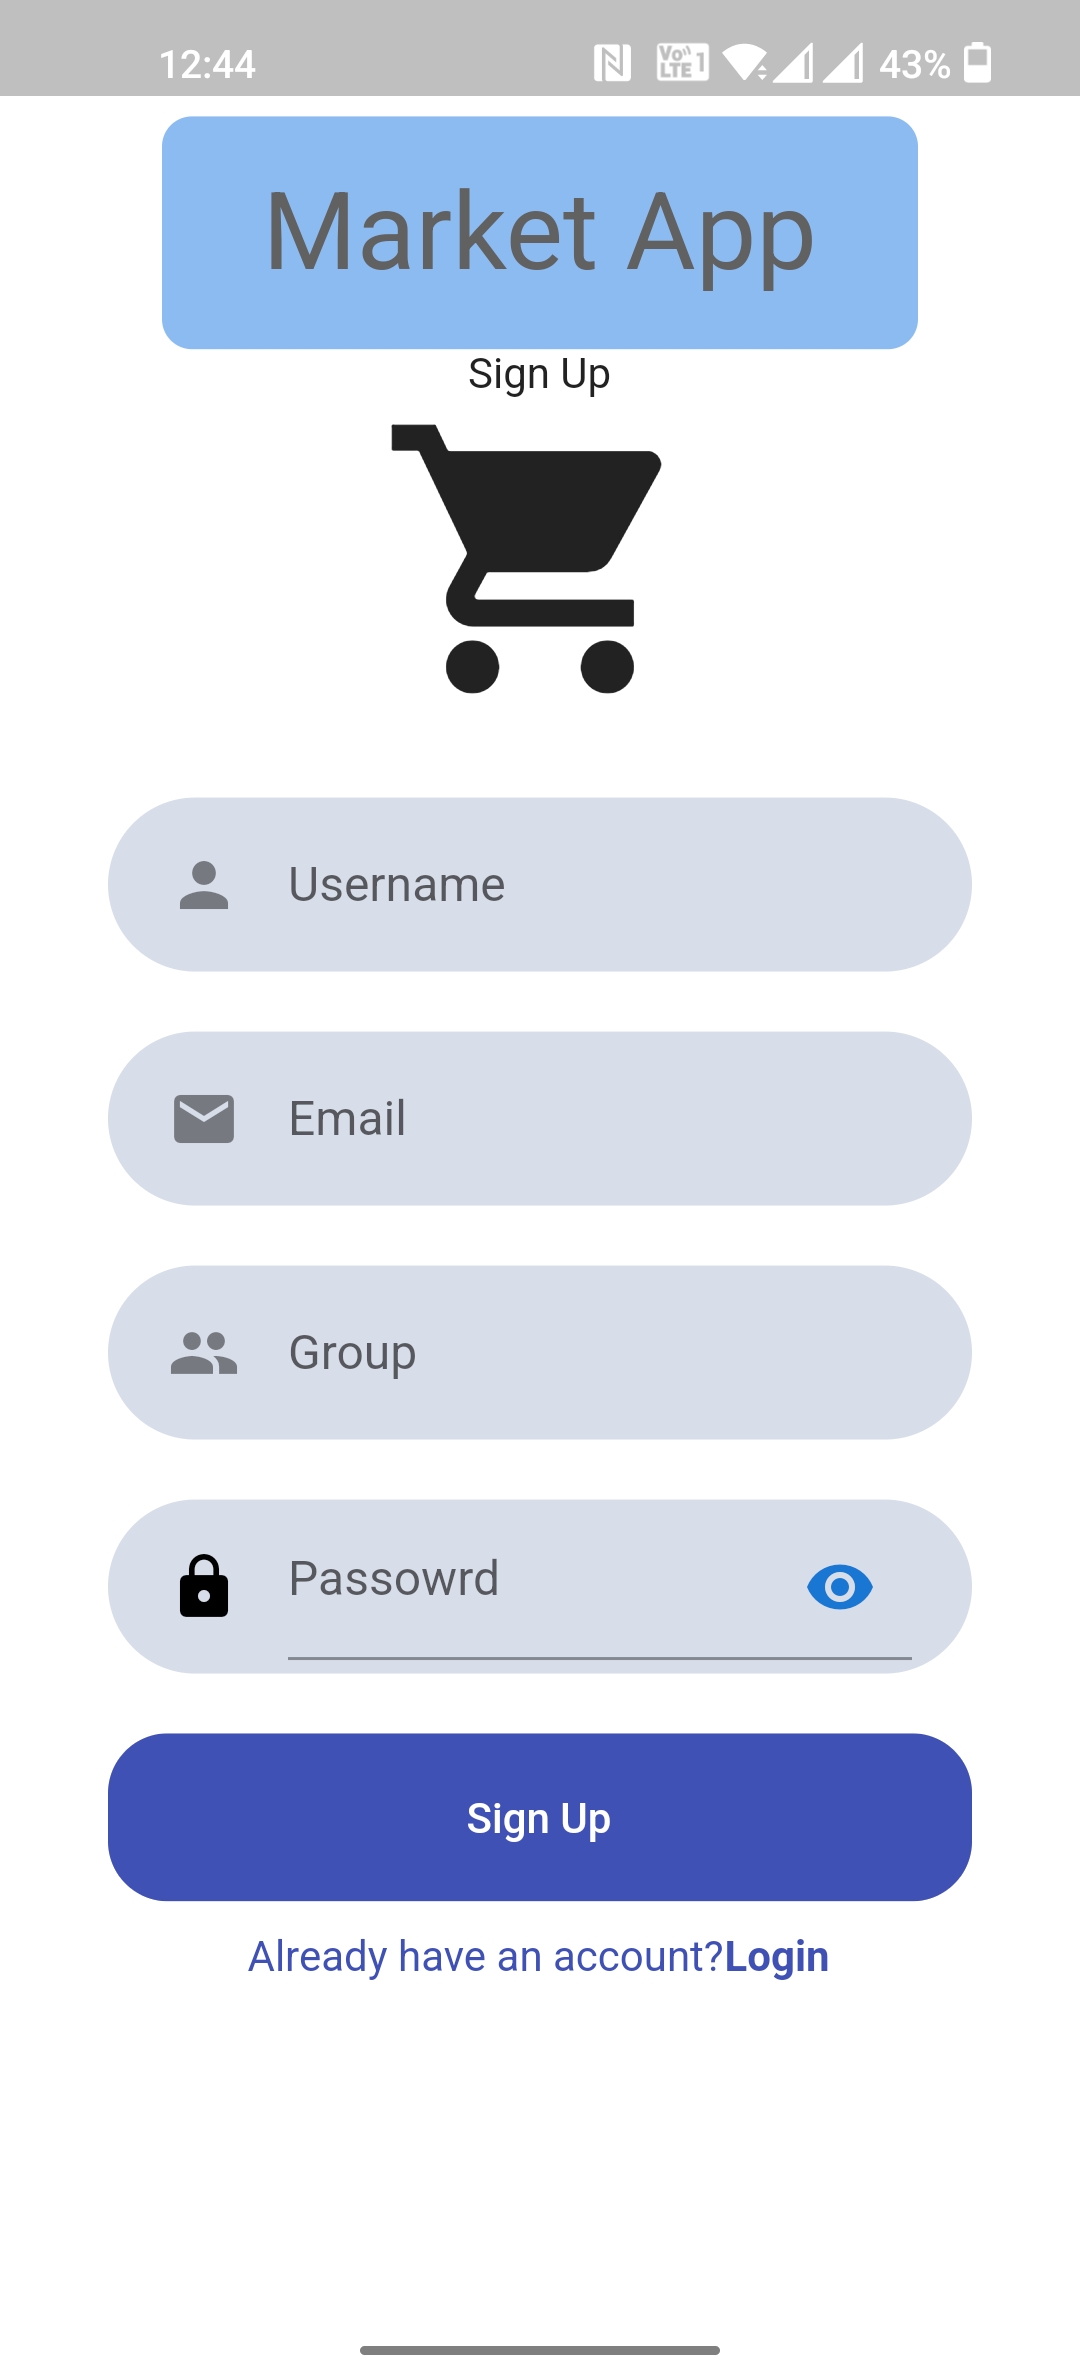 12:44 Vo LTE 1 43%
Market App
Sign Up
Username
Email
Group
Passowrd
Sign Up
Already have an account?Login